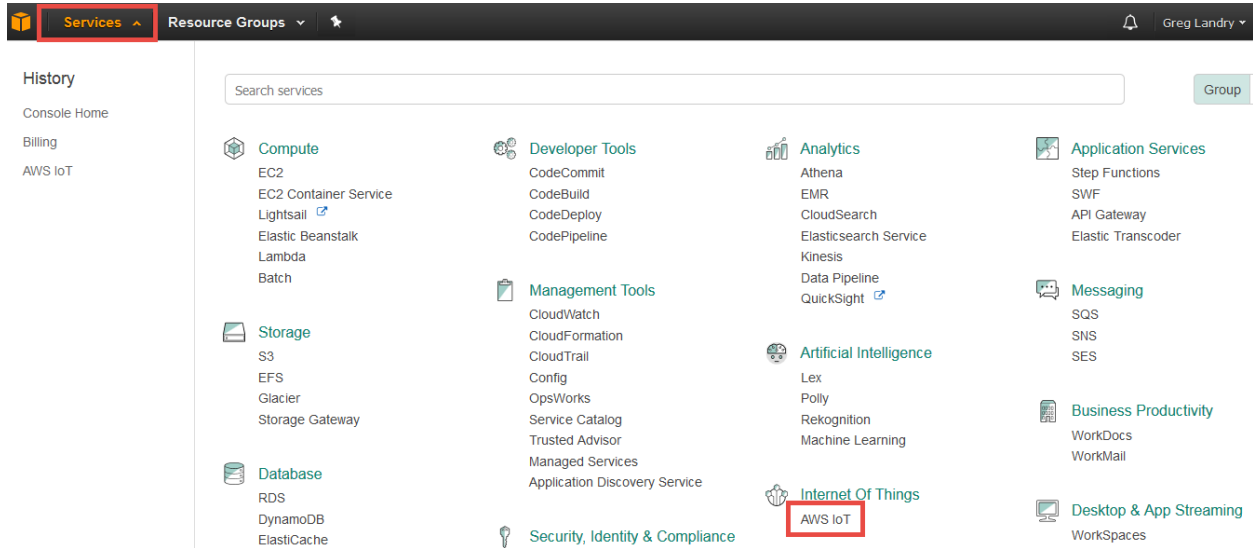 Services
Resource Groups
Greg Landry
History
Console Home
Billing
AWS IoT
Search services
Group
Compute
EC2
EC2 Container Service
Lightsail
Elastic Beanstalk
Lambda
Batch
Storage
S3
EFS
Glacier
Storage Gateway
Database
RDS
DynamoDB
ElastiCache
Developer Tools
CodeCommit
CodeBuild
CodeDeploy
CodePipeline
Management Tools
CloudWatch
CloudFormation
CloudTrail
Config
OpsWorks
Service Catalog
Trusted Advisor
Managed Services
Application Discovery Service
Security, Identity & Compliance
Analytics
Athena
EMR
CloudSearch
Elasticsearch Service
Kinesis
Data Pipeline
QuickSight
Artificial Intelligence
Lex
Polly
Rekognition
Machine Learning
Internet Of Things
AWS IoT
Application Services
Step Functions
SWF
API Gateway
Elastic Transcoder
Messaging
SQS
SNS
SES
Business Productivity
WorkDocs
WorkMail
Desktop & App Streaming
WorkSpaces